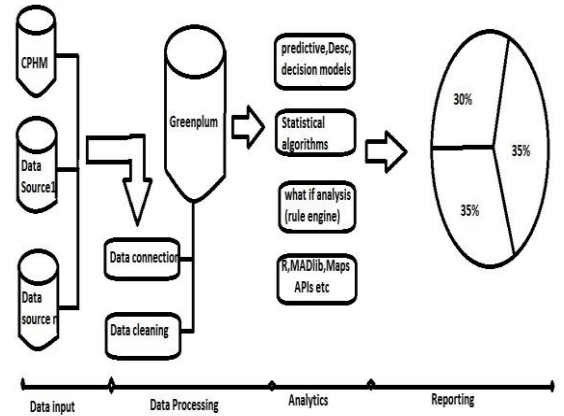 CPHM
Data
Source1
Data
source n
Greenplum
Data connection
Data cleaning
predictive,Desc,
decision models
Statistical
algorithms
what if analysis
(rule engine)
R,MADlib,Maps
APIs etc
30%
35%
35%
Data input
Data Processing
Analytics
Reporting